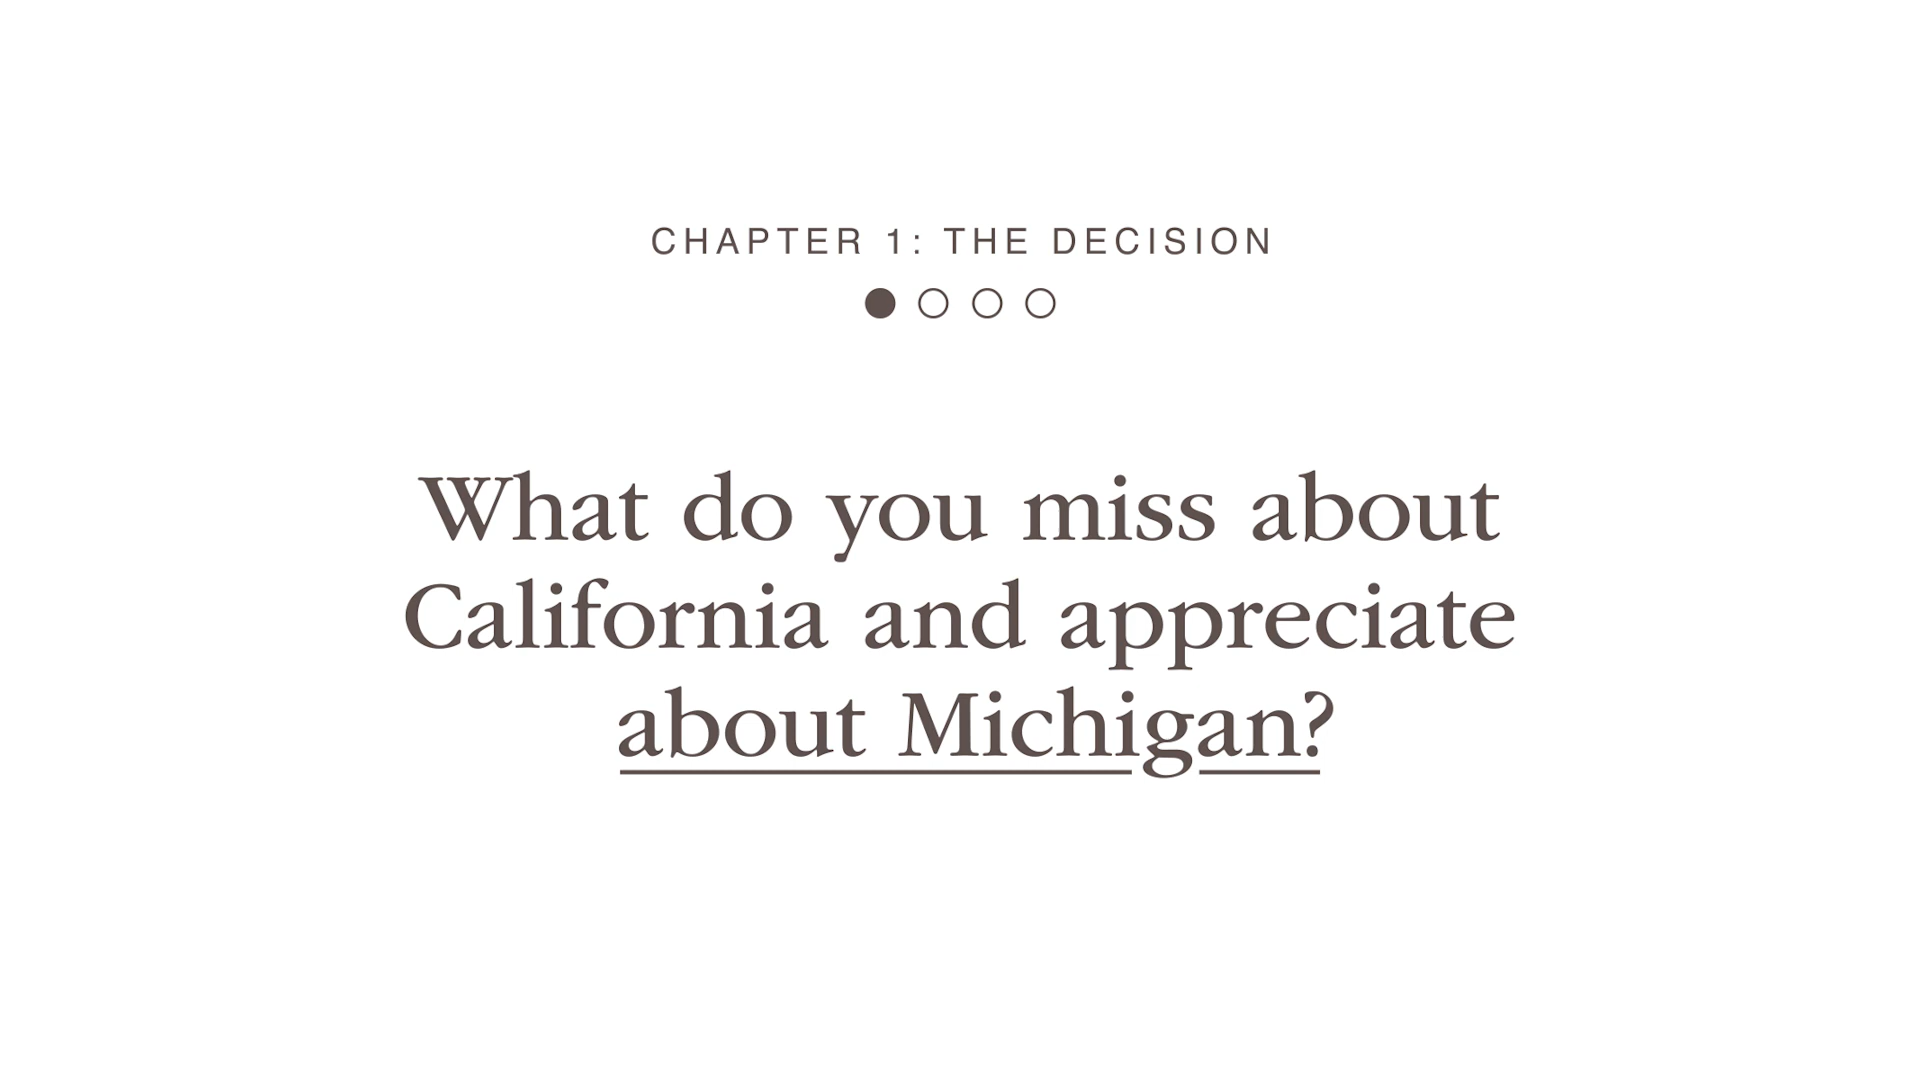 CHAPTER 1: THE DECISION
What do you miss about
California and appreciate
about Michigan?